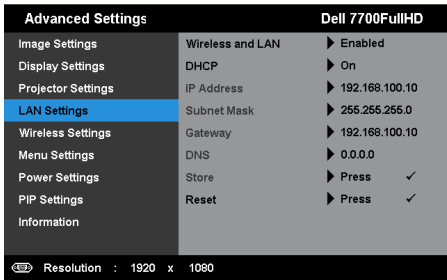 Advanced Settings Dell 7700FullHD
Image Settings Wireless and LAN Enabled
Display Settings DHCP On
Projector Settings IP Address 192.168.100.10
LAN Settings Subnet Mask 255.255.255.0
Wireless Settings Gateway 192.168.100.10
Menu Settings DNS 0.0.0.0
Power Settings Store Press ✓
PIP Settings Reset Press ✓
Information
Resolution : 1920 x 1080